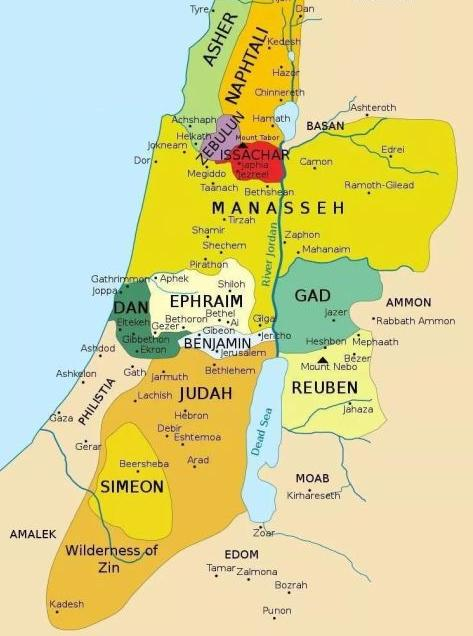 Tyre
Dan
ASHER
NAPHTALI
Kedesh
Hazor
Chinnereth
Achshaph
Hamath
Ashteroth
BASAN
Helkath
ZEBULUN
Mount Tabor
Jokneam
ISSACHAR
Edrei
Dor
Japhia
Camon
Megiddo
Jezreel
Taanach
Bethshean
Ramoth-Gilead
MANASSEH
Tirzah
Shamir
Zaphon
Shechem
Mahanaim
River Jordan
Pirathon
Gathrimmon
Aphek
Joppa
Shiloh
EPHRAIM
GAD
DAN
Bethel
AMMON
Eltekeh
Bethoron
Ai
Gilgal
Jazer
Rabbath Ammon
Gezer
Gibeon
Jericho
Gibbethon
BENJAMIN
Heshbon
Mephaath
Ashdod
Ekron
Jerusalem
Bezer
Mount Nebo
Gath
Bethlehem
Ashkelon
Jarmuth
REUBEN
PHILISTIA
Lachish
JUDAH
Jahaza
Gaza
Hebron
Debir
Dead Sea
Eshtemoa
Gerar
Beersheba
Arad
MOAB
SIMEON
Kirhareseth
AMALEK
Zoar
Wilderness of
Zin
EDOM
Tamar
Zalmona
Bozrah
Kadesh
Punon